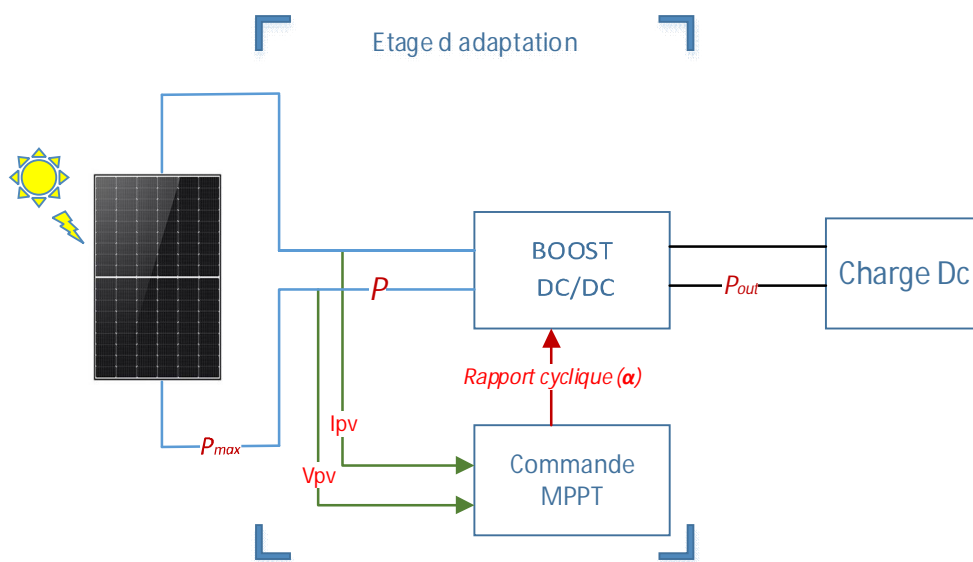 Etage d adaptation
BOOST
DC/DC
Charge Dc
P
Pout
Rapport cyclique (α)
Ipv
Pmax
Vpv
Commande
MPPT